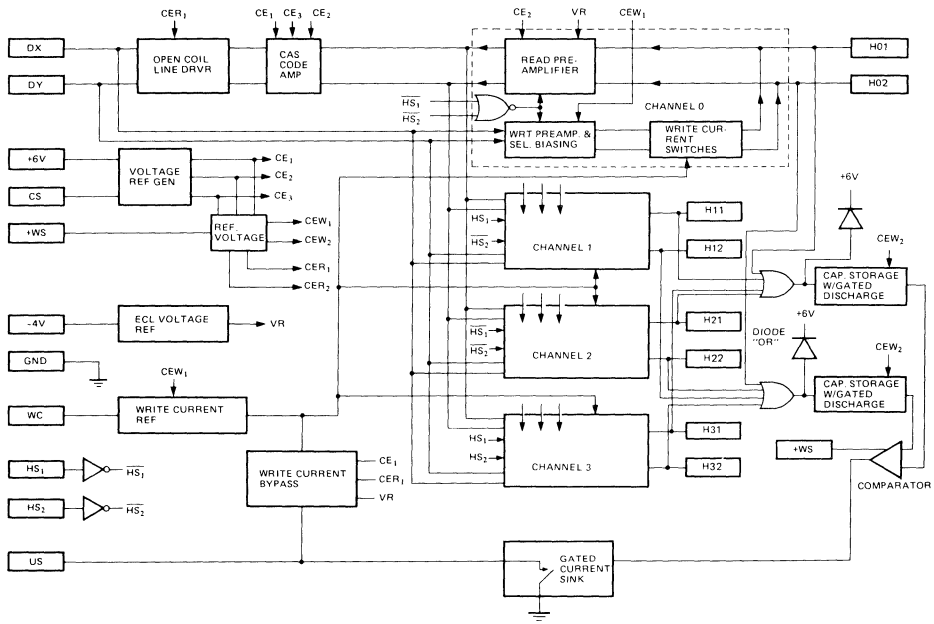 CER1
CE1
CE3
CE2
CE2
VR
CEW1
DX
OPEN COIL
LINE DRVR
CAS
CODE
AMP
READ PRE-
AMPLIFIER
H01
DY
H02
HS1
HS2
CHANNEL 0
WRT PREAMP. &
SEL. BIASING
WRITE CUR-
RENT
SWITCHES
+6V
VOLTAGE
REF GEN
CE1
CE2
CS
CE3
+WS
REF.
VOLTAGE
CEW1
CEW2
CER1
CER2
HS1
HS2
CHANNEL 1
H11
H12
+6V
CEW2
CAP. STORAGE
W/GATED
DISCHARGE
-4V
ECL VOLTAGE
REF
VR
HS1
HS2
CHANNEL 2
H21
H22
DIODE
"OR"
+6V
CEW2
CAP. STORAGE
W/GATED
DISCHARGE
GND
CEW1
WC
WRITE CURRENT
REF
HS1
HS2
CHANNEL 3
H31
H32
+WS
COMPARATOR
HS1
HS1
HS2
HS2
WRITE CURRENT
BYPASS
CE1
CER1
VR
US
GATED
CURRENT
SINK